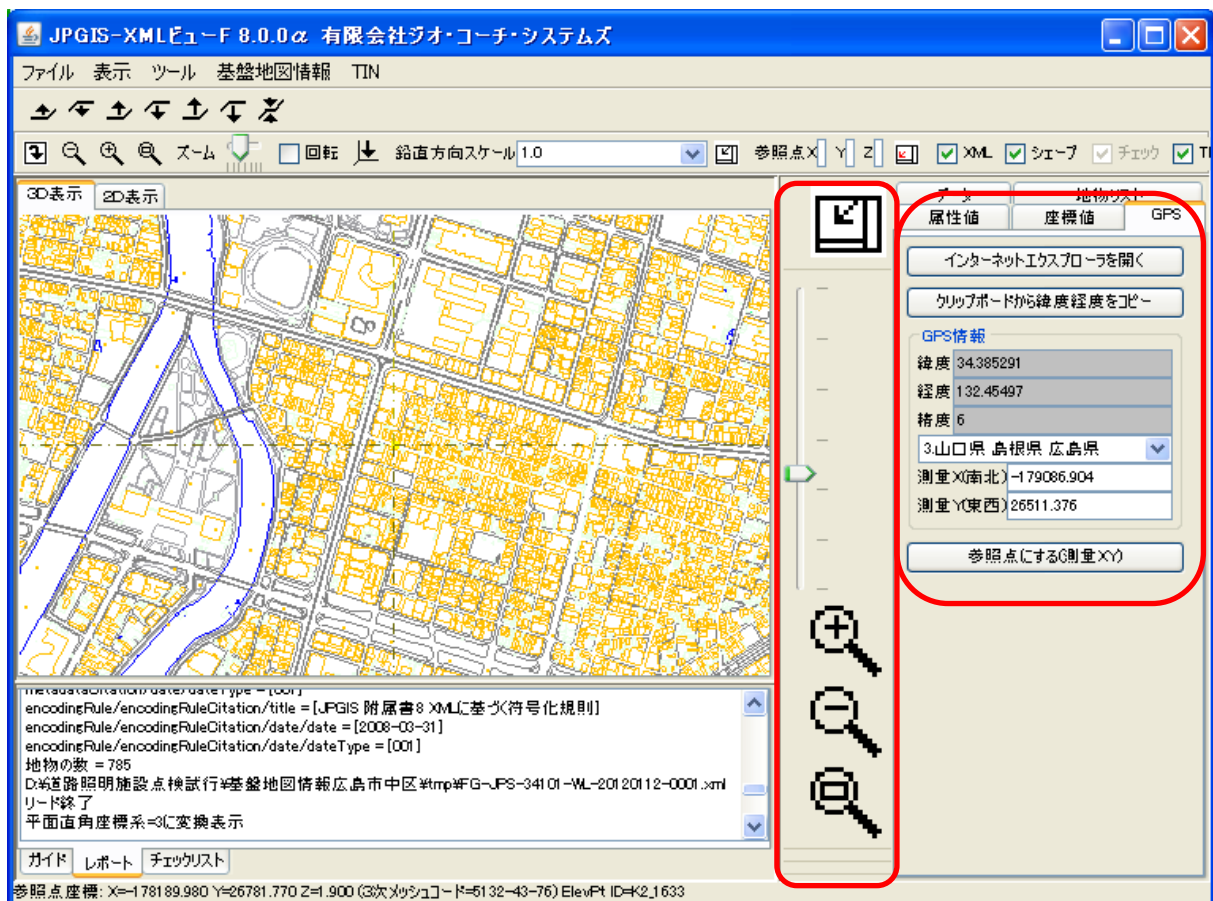 JPGIS-XMLビューF 8.0.0α 有限会社ジオ・コーチ・システムズ
ファイル 表示 ツール 基盤地図情報 TIN
ズーム 回転 鉛直方向スケール 1.0 参照点X Y Z XML シェープ チェック
3D表示 2D表示
データ 地物リスト
属性値 座標値 GPS
インターネットエクスプローラを開く
クリップボードから緯度経度をコピー
GPS情報
緯度 34.385291
経度 132.45497
精度 6
3.山口県 島根県 広島県
測量X(南北) -179086.904
測量Y(東西) 26511.376
参照点にする(測量XY)
metadataCitation/date/dateType = [001]
encodingRule/encodingRuleCitation/title = [JPGIS 附属書8 XMLに基づく符号化規則]
encodingRule/encodingRuleCitation/date/date = [2008-03-31]
encodingRule/encodingRuleCitation/date/dateType = [001]
地物の数 = 785
D:¥道路照明施設点検試行¥基盤地図情報広島市中区¥tmp¥FG-JPS-34101-WL-20120112-0001.xml
リード終了
平面直角座標系=3に変換表示
ガイド レポート チェックリスト
参照点座標: X=-178189.980 Y=26781.770 Z=1.900 (3次メッシュコード=5132-43-76) ElevPt ID=K2_1633